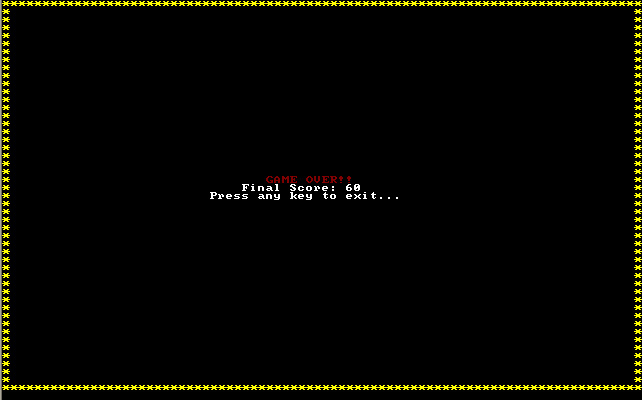 GAME OVER!!
Final Score: 60
Press any key to exit...